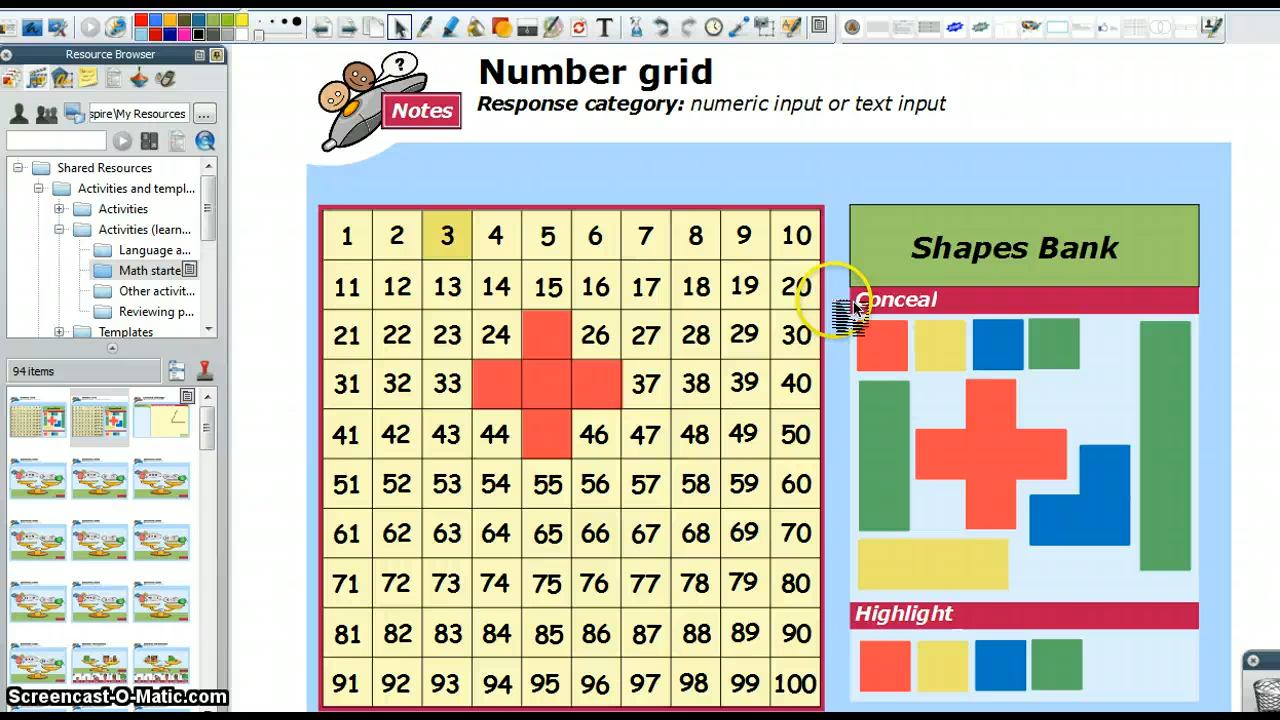 Resource Browser
spire\My Resources
...
Shared Resources
Activities and templ...
Activities
Activities (learn...
Language a...
Math starte
Other activit...
Reviewing p...
Templates
94 items
Screencast-O-Matic.com
?
Notes
Number grid
Response category: numeric input or text input
1 2 3 4 5 6 7 8 9 10
11 12 13 14 15 16 17 18 19 20
21 22 23 24 26 27 28 29 30
31 32 33 37 38 39 40
41 42 43 44 46 47 48 49 50
51 52 53 54 55 56 57 58 59 60
61 62 63 64 65 66 67 68 69 70
71 72 73 74 75 76 77 78 79 80
81 82 83 84 85 86 87 88 89 90
91 92 93 94 95 96 97 98 99 100
Shapes Bank
Conceal
Highlight